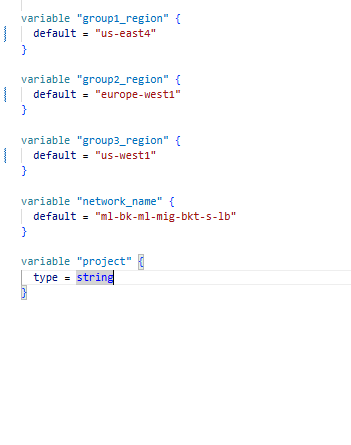 variable "group1_region" {
  default = "us-east4"
}

variable "group2_region" {
  default = "europe-west1"
}

variable "group3_region" {
  default = "us-west1"
}

variable "network_name" {
  default = "ml-bk-ml-mig-bkt-s-lb"
}

variable "project" {
  type = string
}